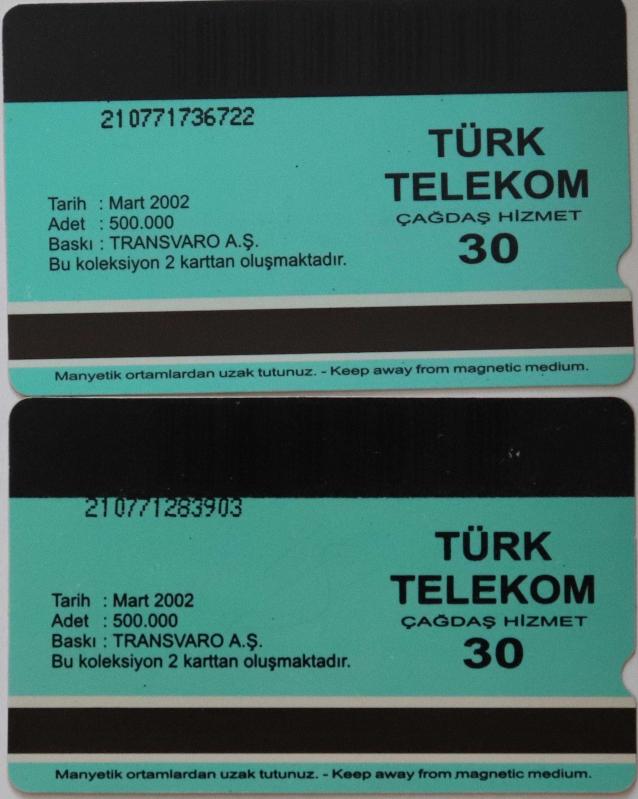 210771736722
TÜRK
TELEKOM
ÇAĞDAŞ HİZMET
30
Tarih : Mart 2002
Adet : 500.000
Baskı : TRANSVARO A.Ş.
Bu koleksiyon 2 karttan oluşmaktadır.
Manyetik ortamlardan uzak tutunuz. - Keep away from magnetic medium.
210771283903
TÜRK
TELEKOM
ÇAĞDAŞ HİZMET
30
Tarih : Mart 2002
Adet : 500.000
Baskı : TRANSVARO A.Ş.
Bu koleksiyon 2 karttan oluşmaktadır.
Manyetik ortamlardan uzak tutunuz. - Keep away from magnetic medium.